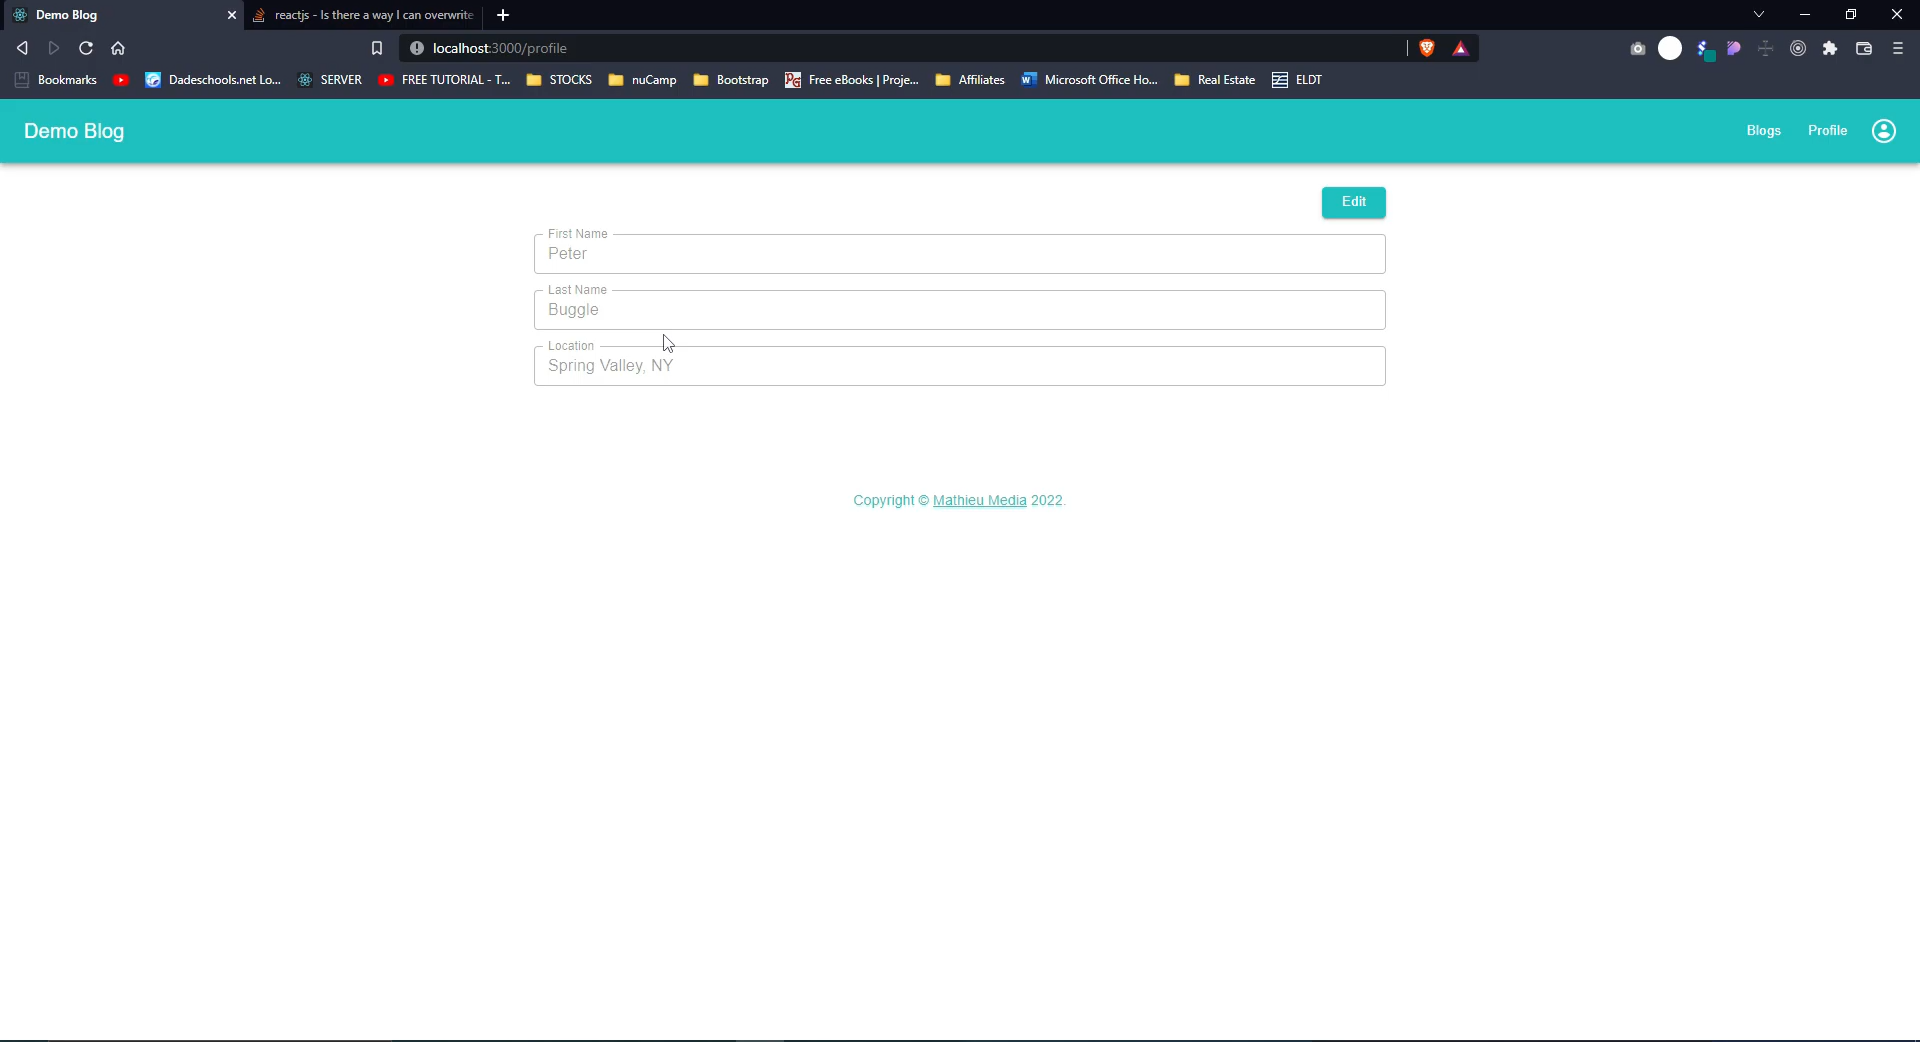 Demo Blog
reactjs - Is there a way I can overwrite
localhost:3000/profile
Bookmarks
Dadeschools.net Lo...
SERVER
FREE TUTORIAL - T...
STOCKS
nuCamp
Bootstrap
Free eBooks | Proje...
Affiliates
Microsoft Office Ho...
Real Estate
ELDT
Demo Blog
Blogs
Profile
Edit
First Name
Peter
Last Name
Buggle
Location
Spring Valley, NY
Copyright © Mathieu Media 2022.